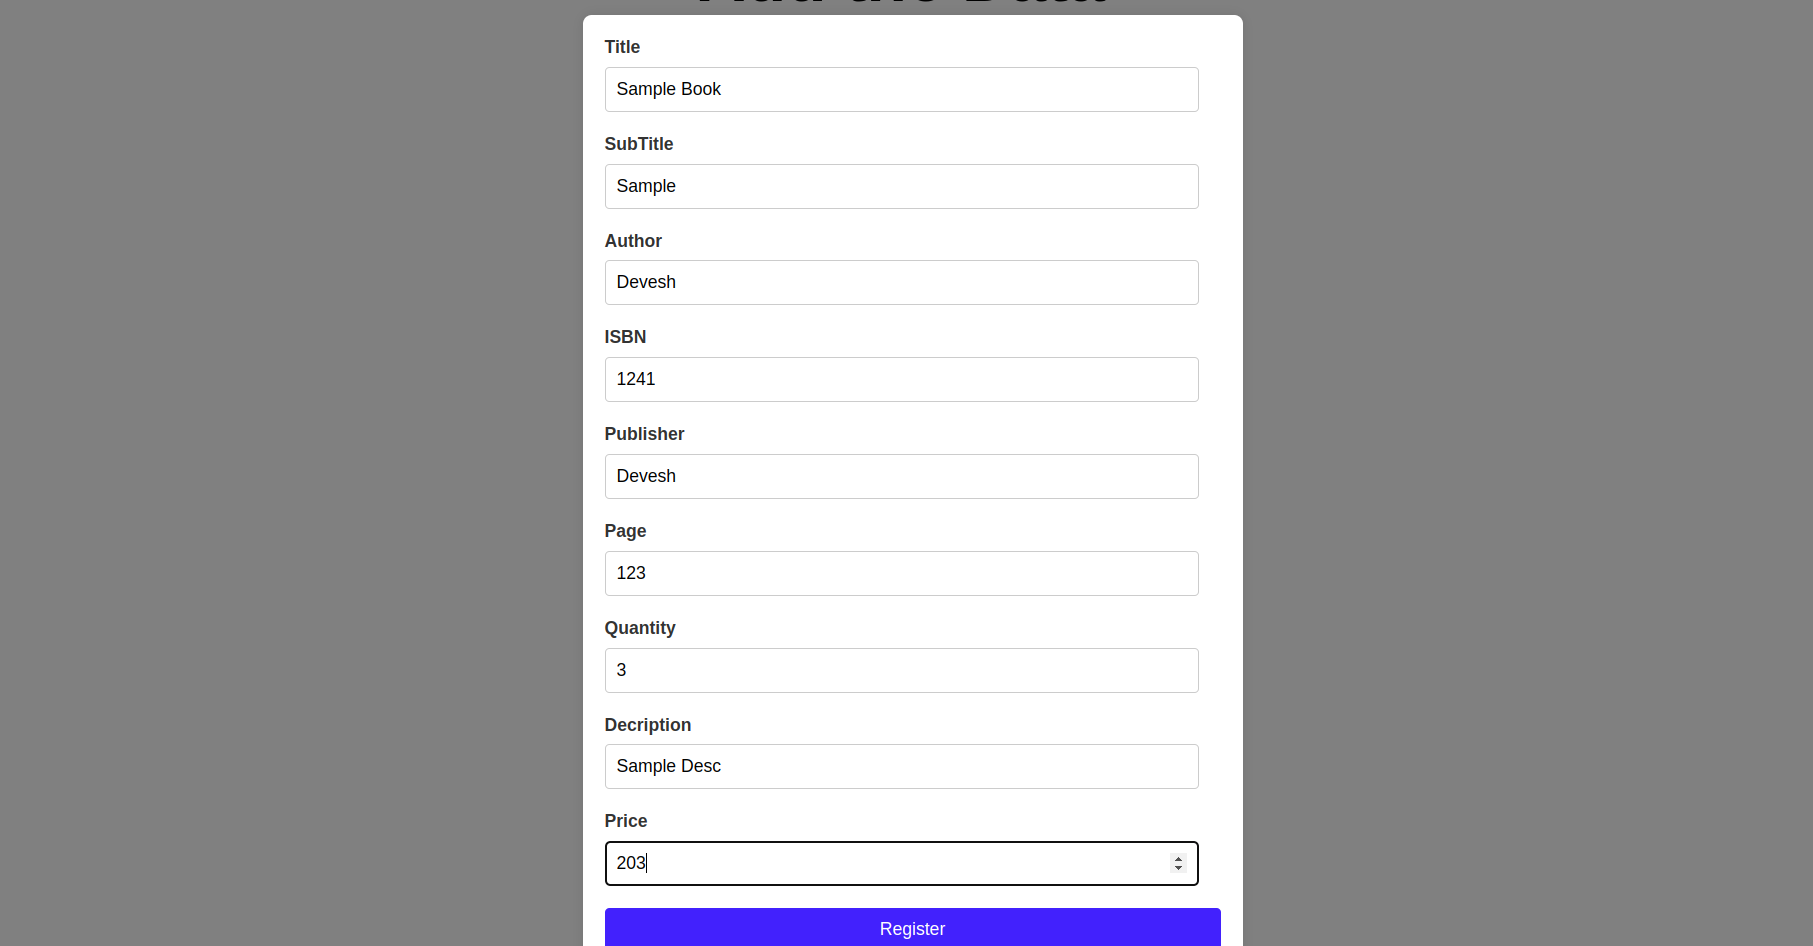 Title
Sample Book
SubTitle
Sample
Author
Devesh
ISBN
1241
Publisher
Devesh
Page
123
Quantity
3
Decription
Sample Desc
Price
203
Register